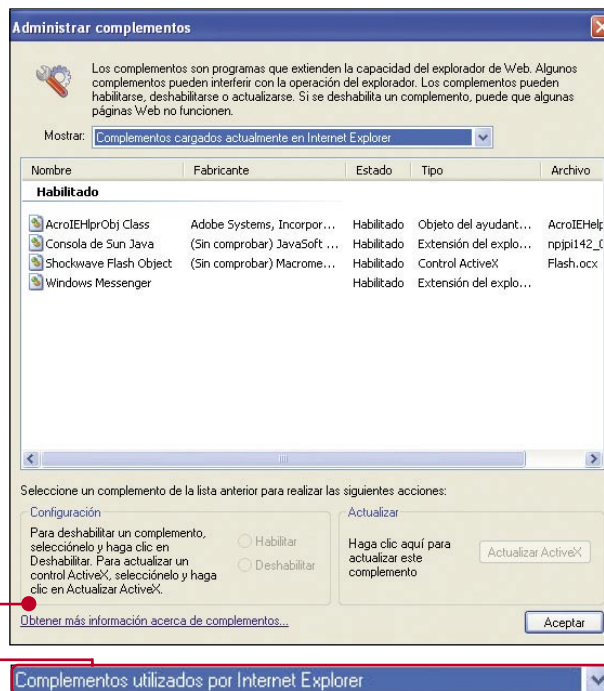 Administrar complementos
Los complementos son programas que extienden la capacidad del explorador de Web. Algunos
complementos pueden interferir con la operación del explorador. Los complementos pueden
habilitarse, deshabilitarse o actualizarse. Si se deshabilita un complemento, puede que algunas
páginas Web no funcionen.
Mostrar: Complementos cargados actualmente en Internet Explorer
Nombre Fabricante Estado Tipo Archivo
Habilitado
AcroIEHlprObj Class Adobe Systems, Incorpor... Habilitado Objeto del ayudant... AcroIEHelp
Consola de Sun Java (Sin comprobar) JavaSoft ... Habilitado Extensión del explo... npjpi142_0
Shockwave Flash Object (Sin comprobar) Macrome... Habilitado Control ActiveX Flash.ocx
Windows Messenger Habilitado Extensión del explo...
Seleccione un complemento de la lista anterior para realizar las siguientes acciones:
Configuración
Para deshabilitar un complemento,
selecciónelo y haga clic en
Deshabilitar. Para actualizar un
control ActiveX, selecciónelo y haga
clic en Actualizar ActiveX.
Habilitar
Deshabilitar
Actualizar
Haga clic aquí para
actualizar este
complemento
Actualizar ActiveX
Obtener más información acerca de complementos...
Aceptar
Complementos utilizados por Internet Explorer